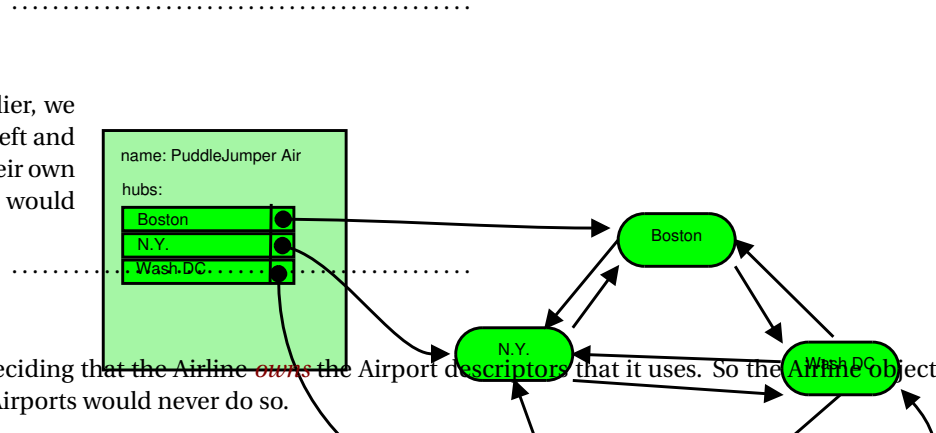 lier, we
eft and
eir own
would
name: PuddleJumper Air
hubs:
Boston
N.Y.
Wash DC
Boston
N.Y.
Wash DC
eciding that the Airline owns the Airport descriptors that it uses. So the Airline object
Airports would never do so.